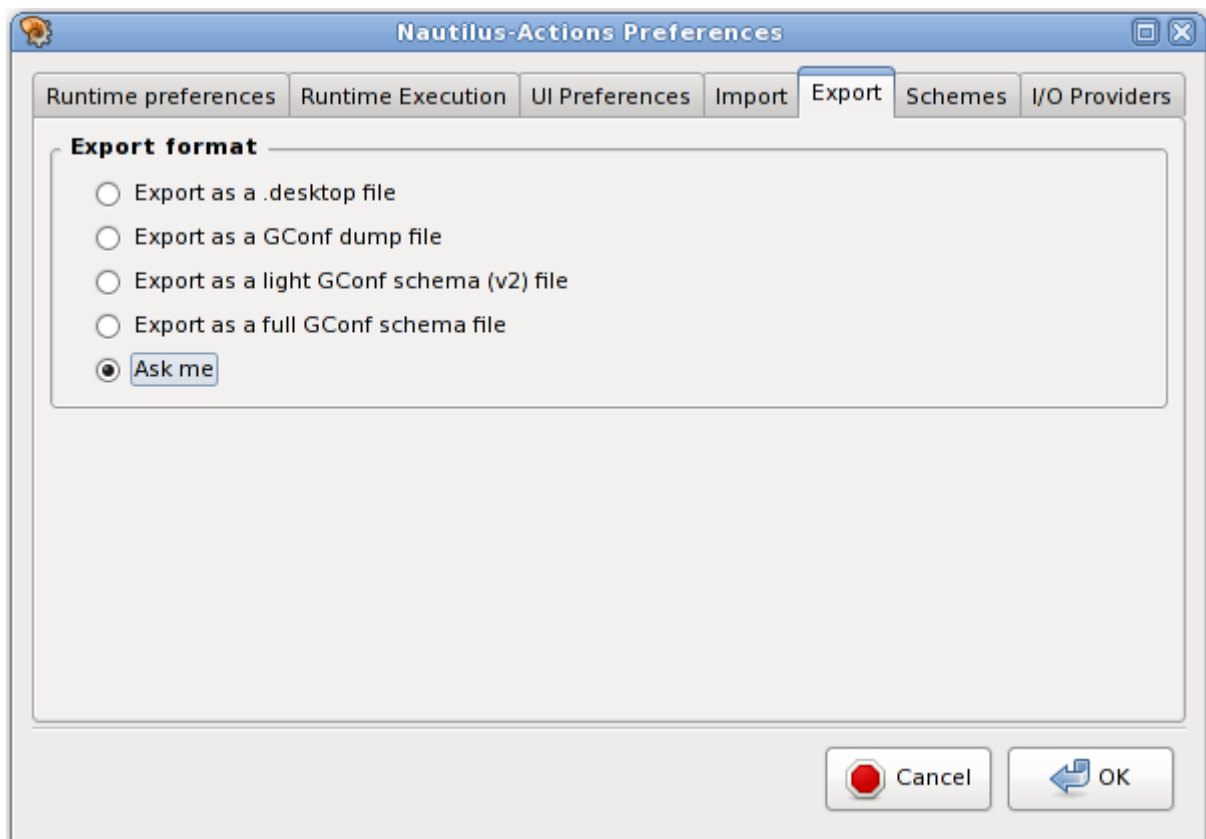 Nautilus-Actions Preferences
Runtime preferences Runtime Execution UI Preferences Import Export Schemes I/O Providers
Export format
Export as a .desktop file
Export as a GConf dump file
Export as a light GConf schema (v2) file
Export as a full GConf schema file
Ask me
Cancel OK